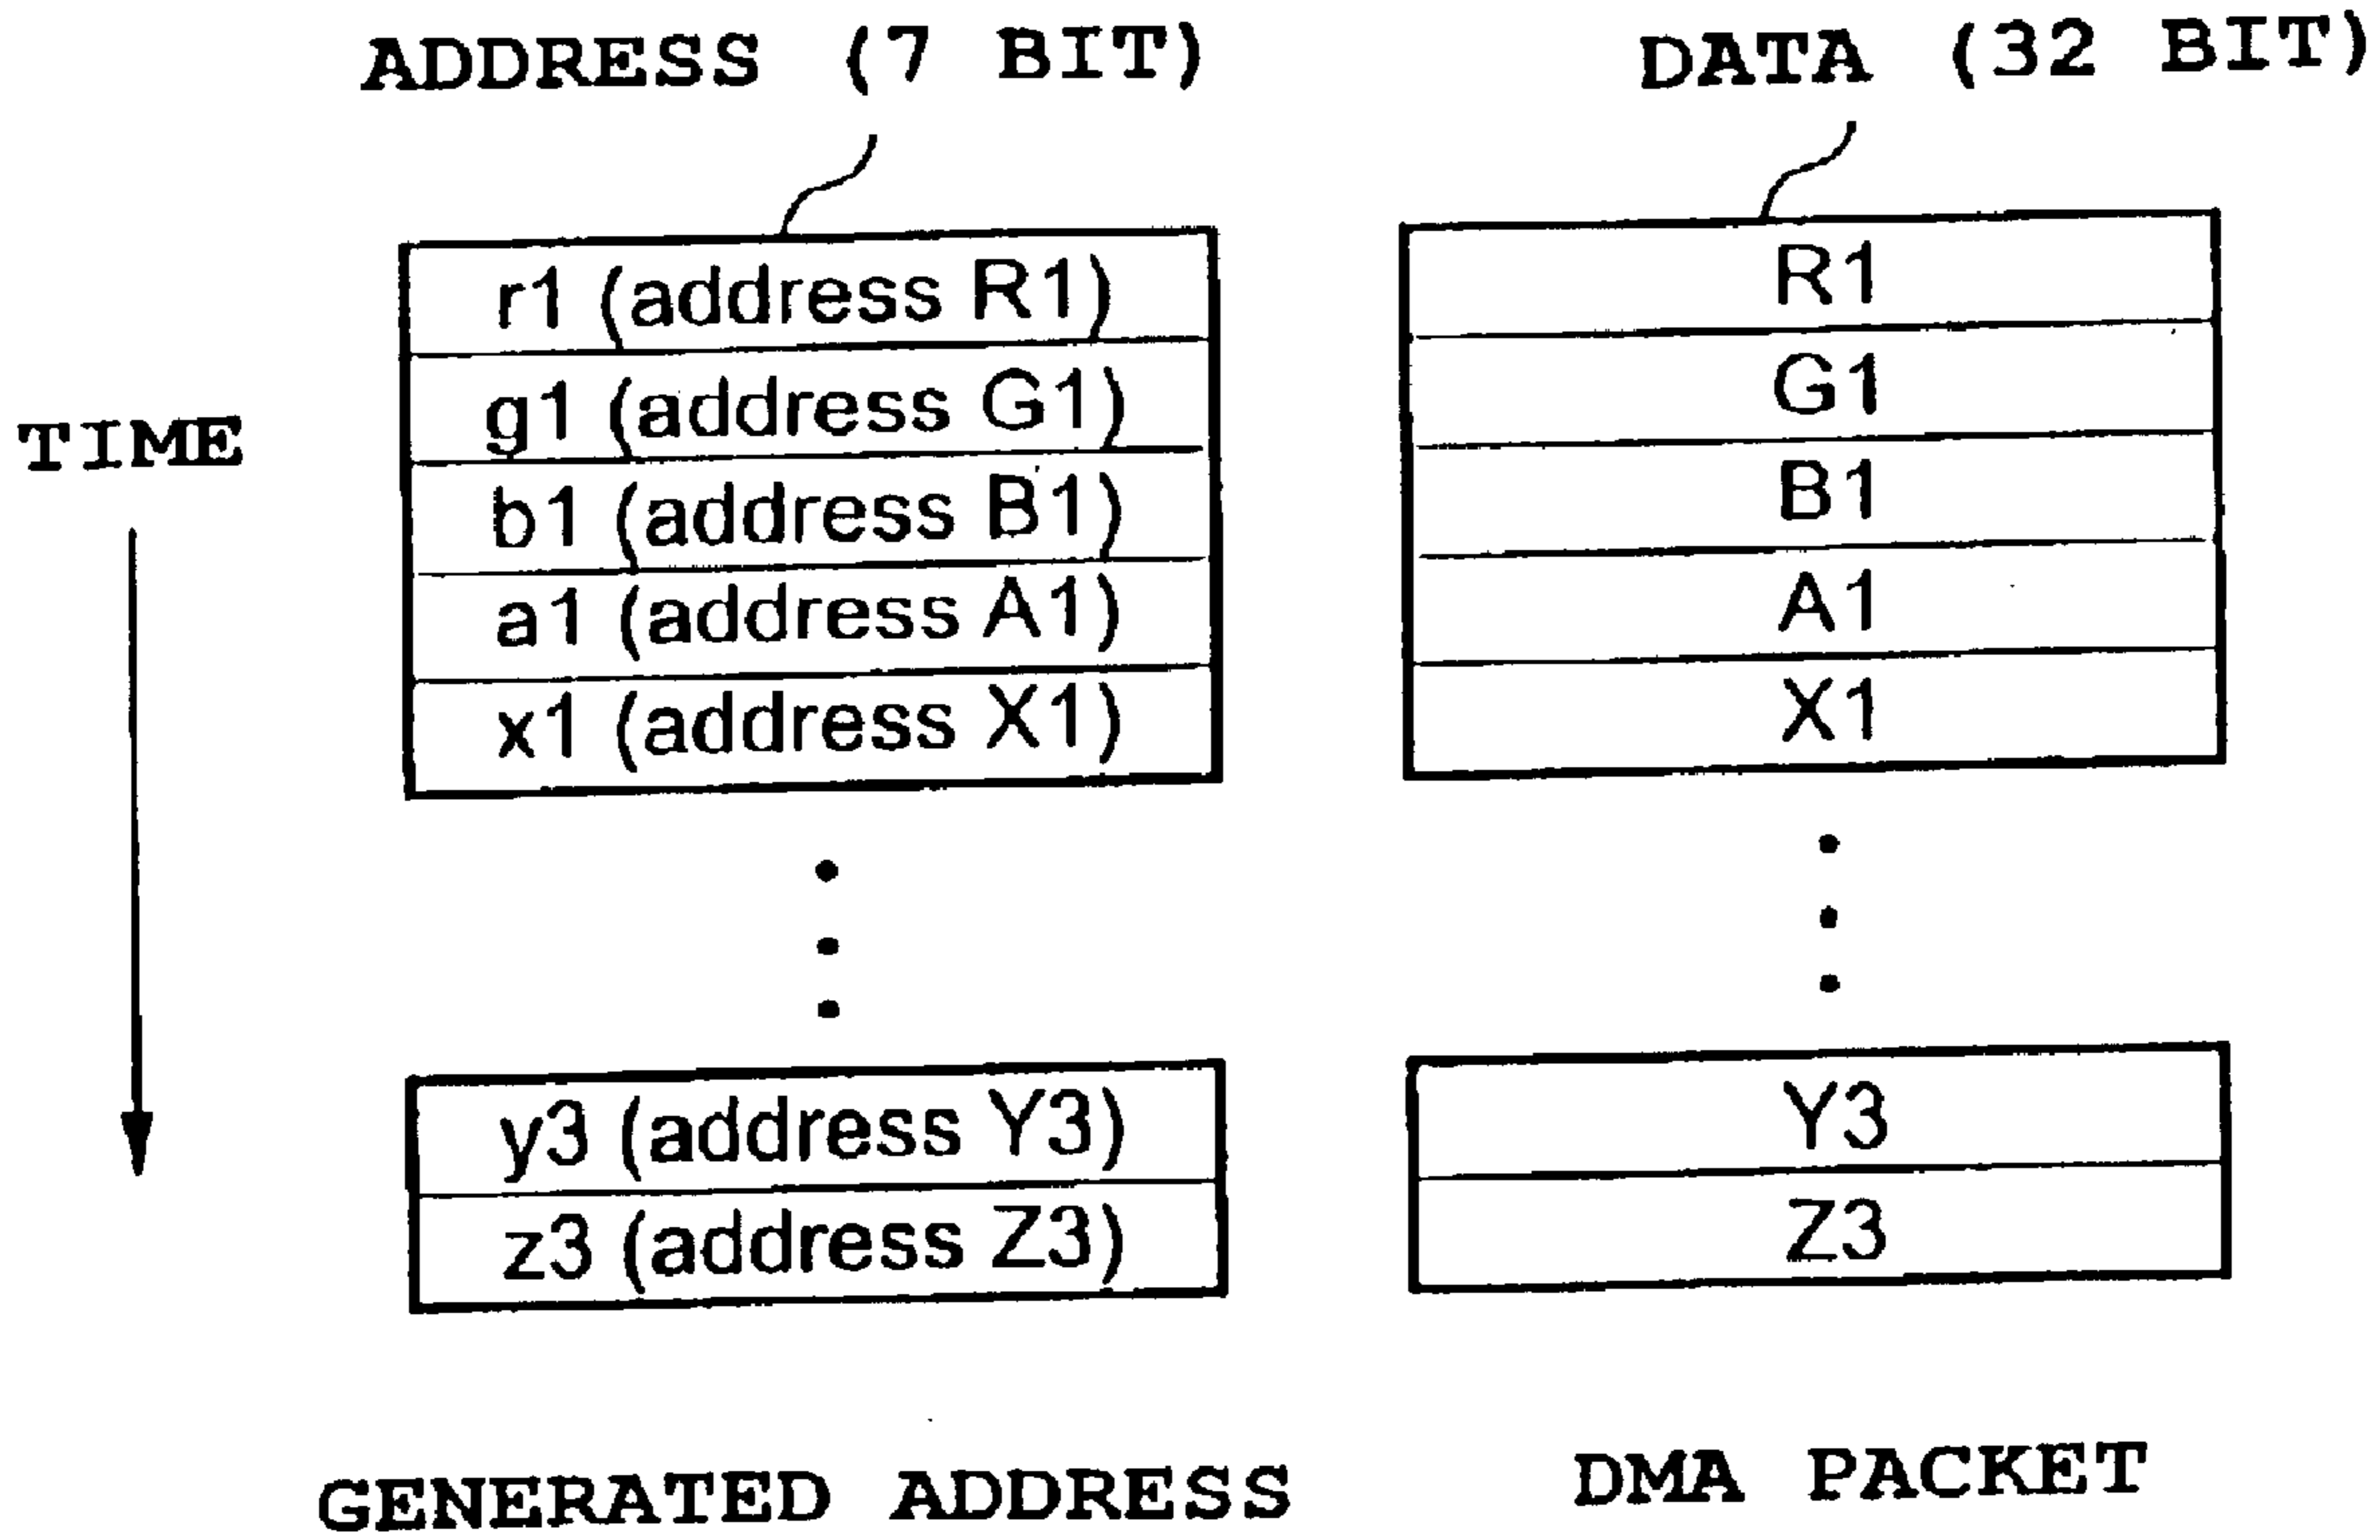 ADDRESS (7 BIT)
DATA (32 BIT)
TIME
r1 (address R1)
g1 (address G1)
b1 (address B1)
a1 (address A1)
x1 (address X1)
y3 (address Y3)
z3 (address Z3)
R1
G1
B1
A1
X1
Y3
Z3
GENERATED ADDRESS
DMA PACKET